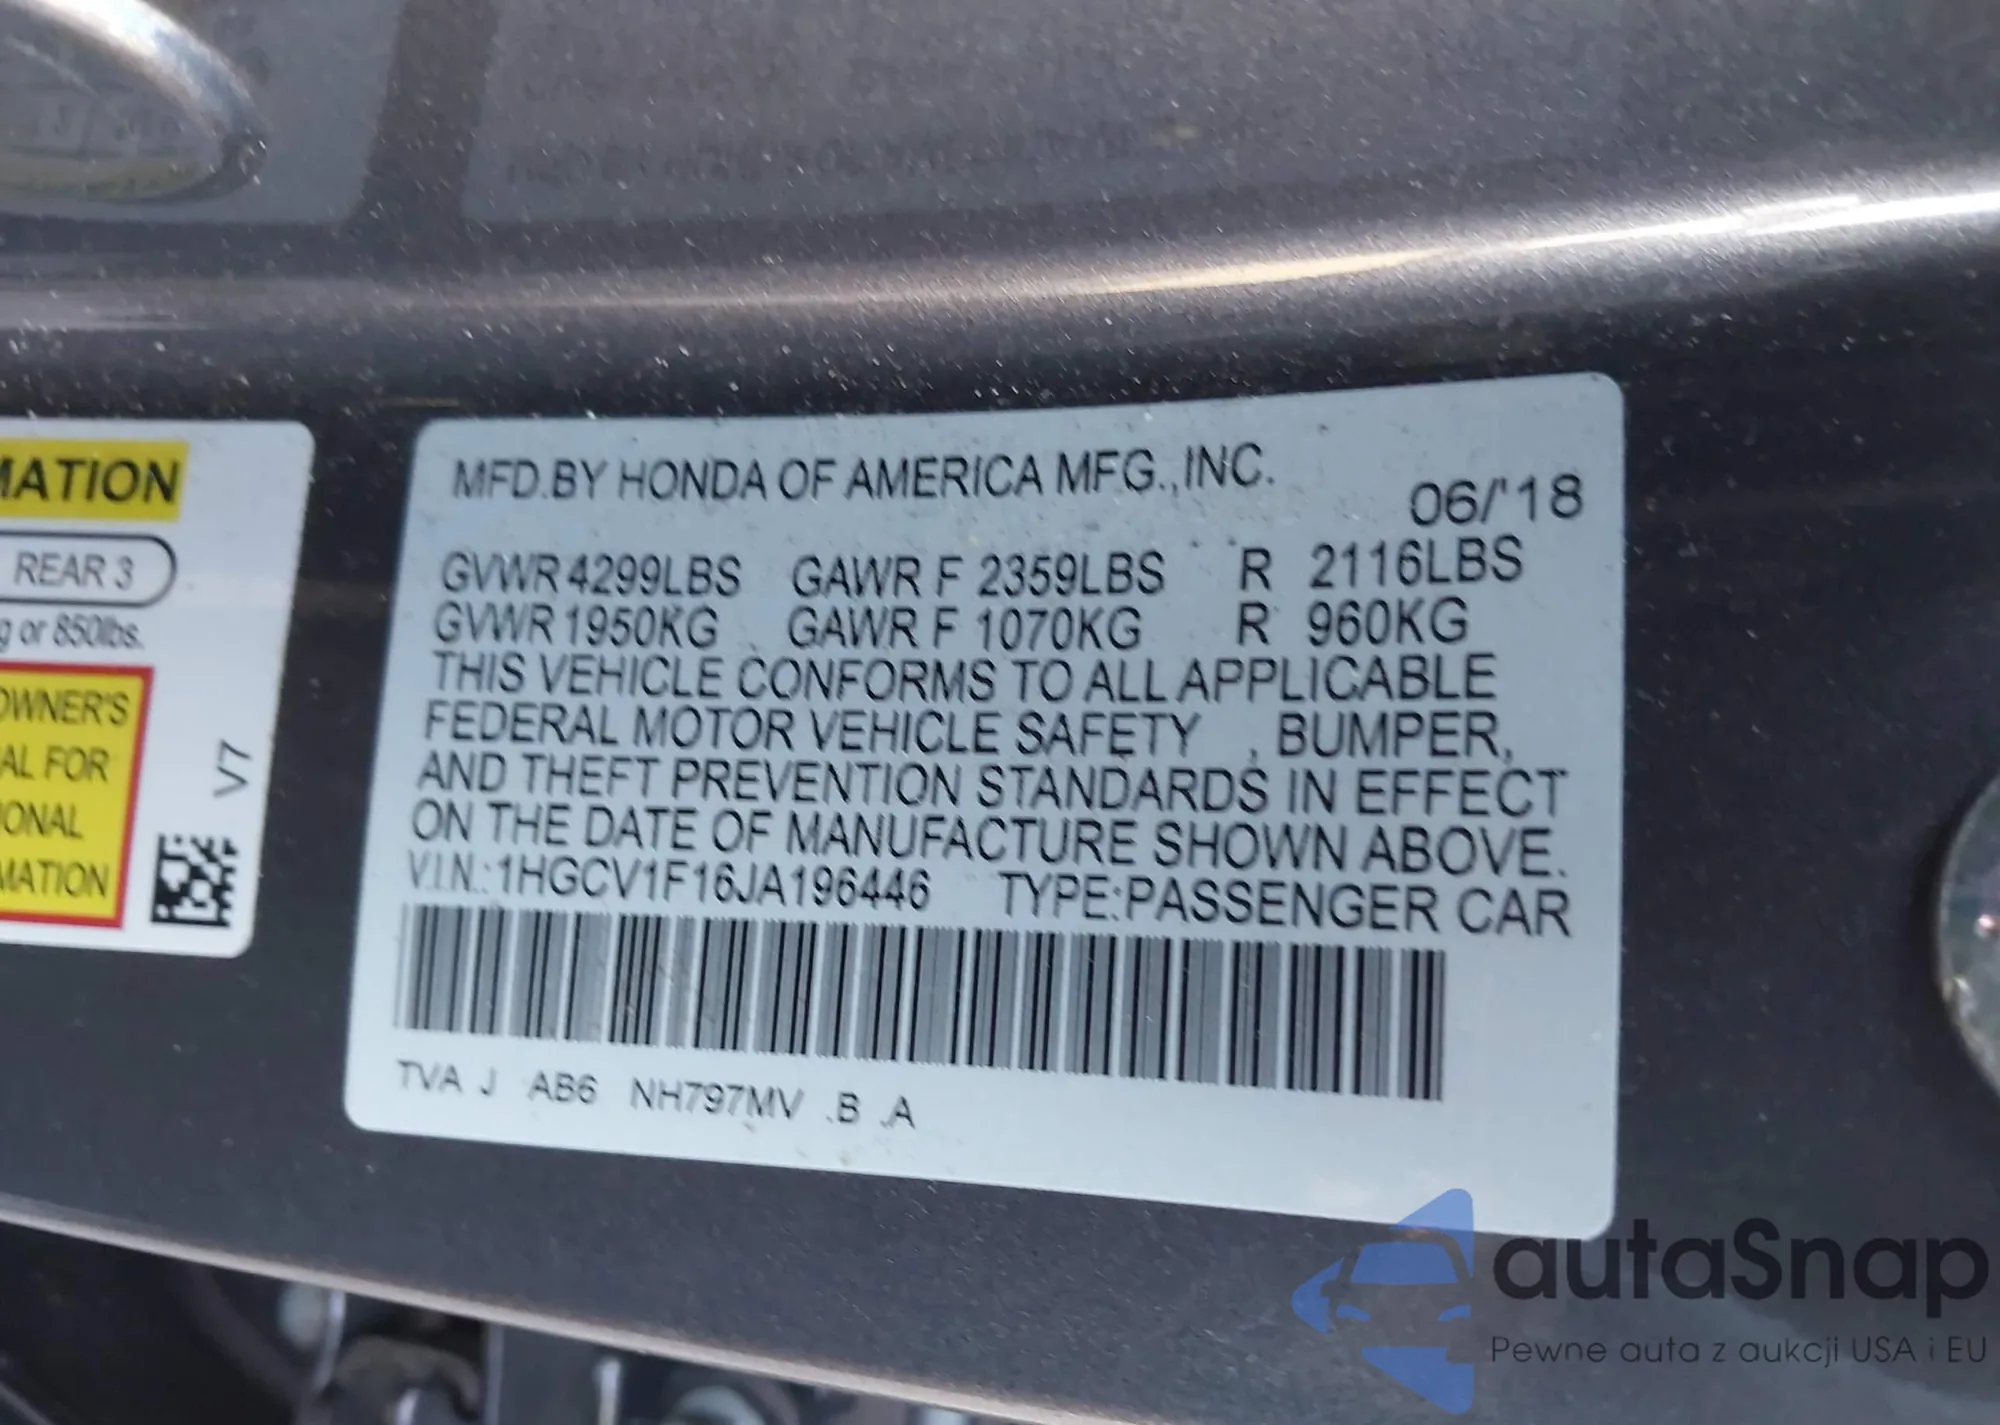 MATION
REAR 3
g or 850lbs.
OWNER'S
AL FOR
IONAL
MATION
V7
MFD.BY HONDA OF AMERICA MFG.,INC.
06/'18
GVWR 4299LBS GAWR F 2359LBS R 2116LBS
GVWR 1950KG GAWR F 1070KG R 960KG
THIS VEHICLE CONFORMS TO ALL APPLICABLE
FEDERAL MOTOR VEHICLE SAFETY , BUMPER,
AND THEFT PREVENTION STANDARDS IN EFFECT
ON THE DATE OF MANUFACTURE SHOWN ABOVE.
V.I.N.:1HGCV1F16JA196446 TYPE:PASSENGER CAR
TVA J AB6 NH797MV .B .A
autaSnap
Pewne auta z aukcji USA i EU